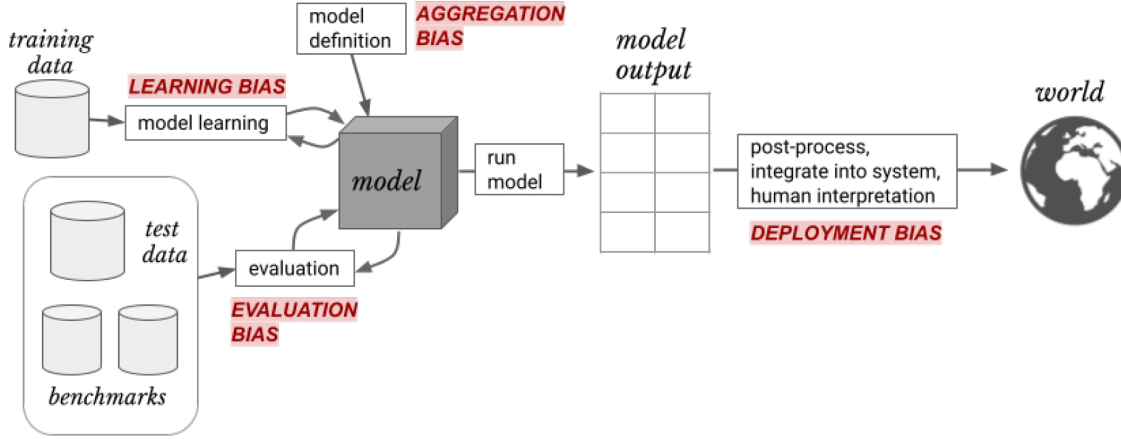 training
data
LEARNING BIAS
model learning
model
definition
AGGREGATION
BIAS
model
run
model
model
output
post-process,
integrate into system,
human interpretation
DEPLOYMENT BIAS
world
test
data
benchmarks
evaluation
EVALUATION
BIAS